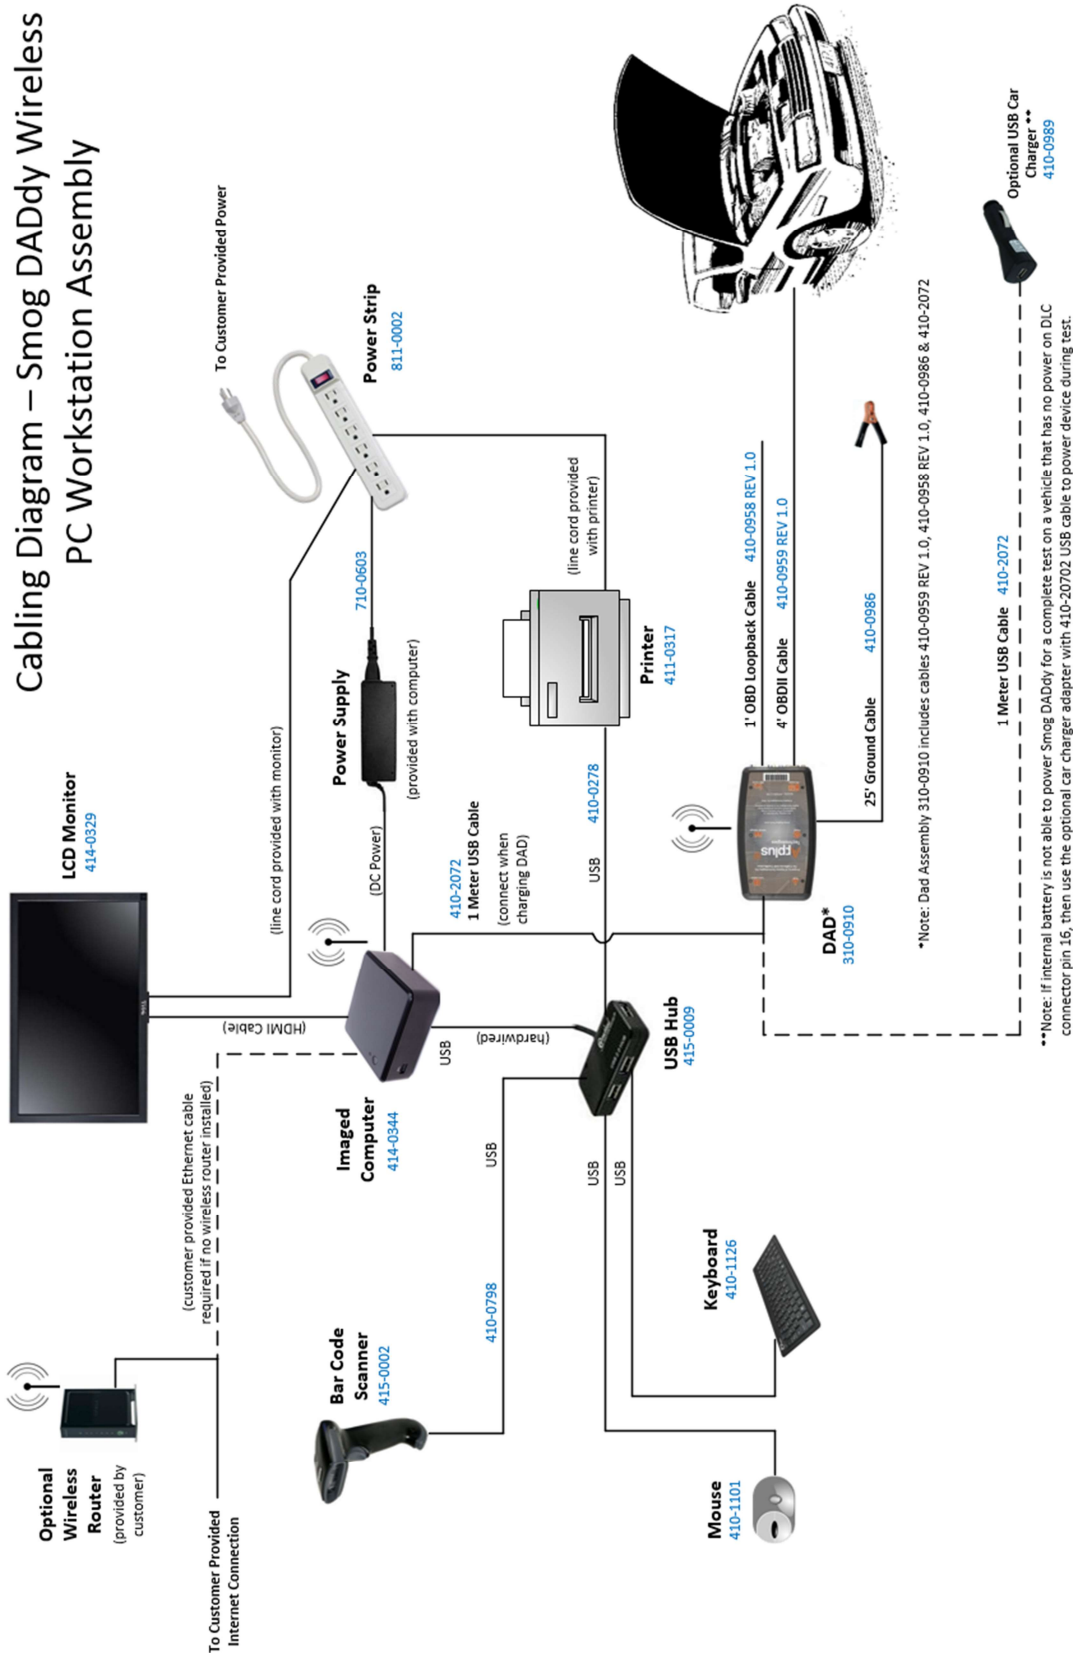 Cabling Diagram – Smog DADdy Wireless
PC Workstation Assembly
To Customer Provided Power
Power Strip
811-0002
LCD Monitor
414-0329
(line cord provided with monitor)
710-0603
Power Supply
(provided with computer)
(DC Power)
(line cord provided
with printer)
Printer
411-0317
410-2072
1 Meter USB Cable
(connect when
charging DAD)
410-0278
USB
(HDMI Cable)
Optional
Wireless
Router
(provided by
customer)
(customer provided Ethernet cable
required if no wireless router installed)
To Customer Provided
Internet Connection
Imaged
Computer
414-0344
USB
(hardwired)
USB Hub
415-0009
Bar Code
Scanner
415-0002
410-0798
USB
USB
USB
Keyboard
410-1126
Mouse
410-1101
1' OBD Loopback Cable 410-0958 REV 1.0
4' OBDII Cable 410-0959 REV 1.0
25' Ground Cable 410-0986
Applus
DAD*
310-0910
*Note: Dad Assembly 310-0910 includes cables 410-0959 REV 1.0, 410-0958 REV 1.0, 410-0986 & 410-2072
Optional USB Car
Charger **
410-0989
1 Meter USB Cable 410-2072
**Note: If internal battery is not able to power Smog DADdy for a complete test on a vehicle that has no power on DLC
connector pin 16, then use the optional car charger adapter with 410-20702 USB cable to power device during test.